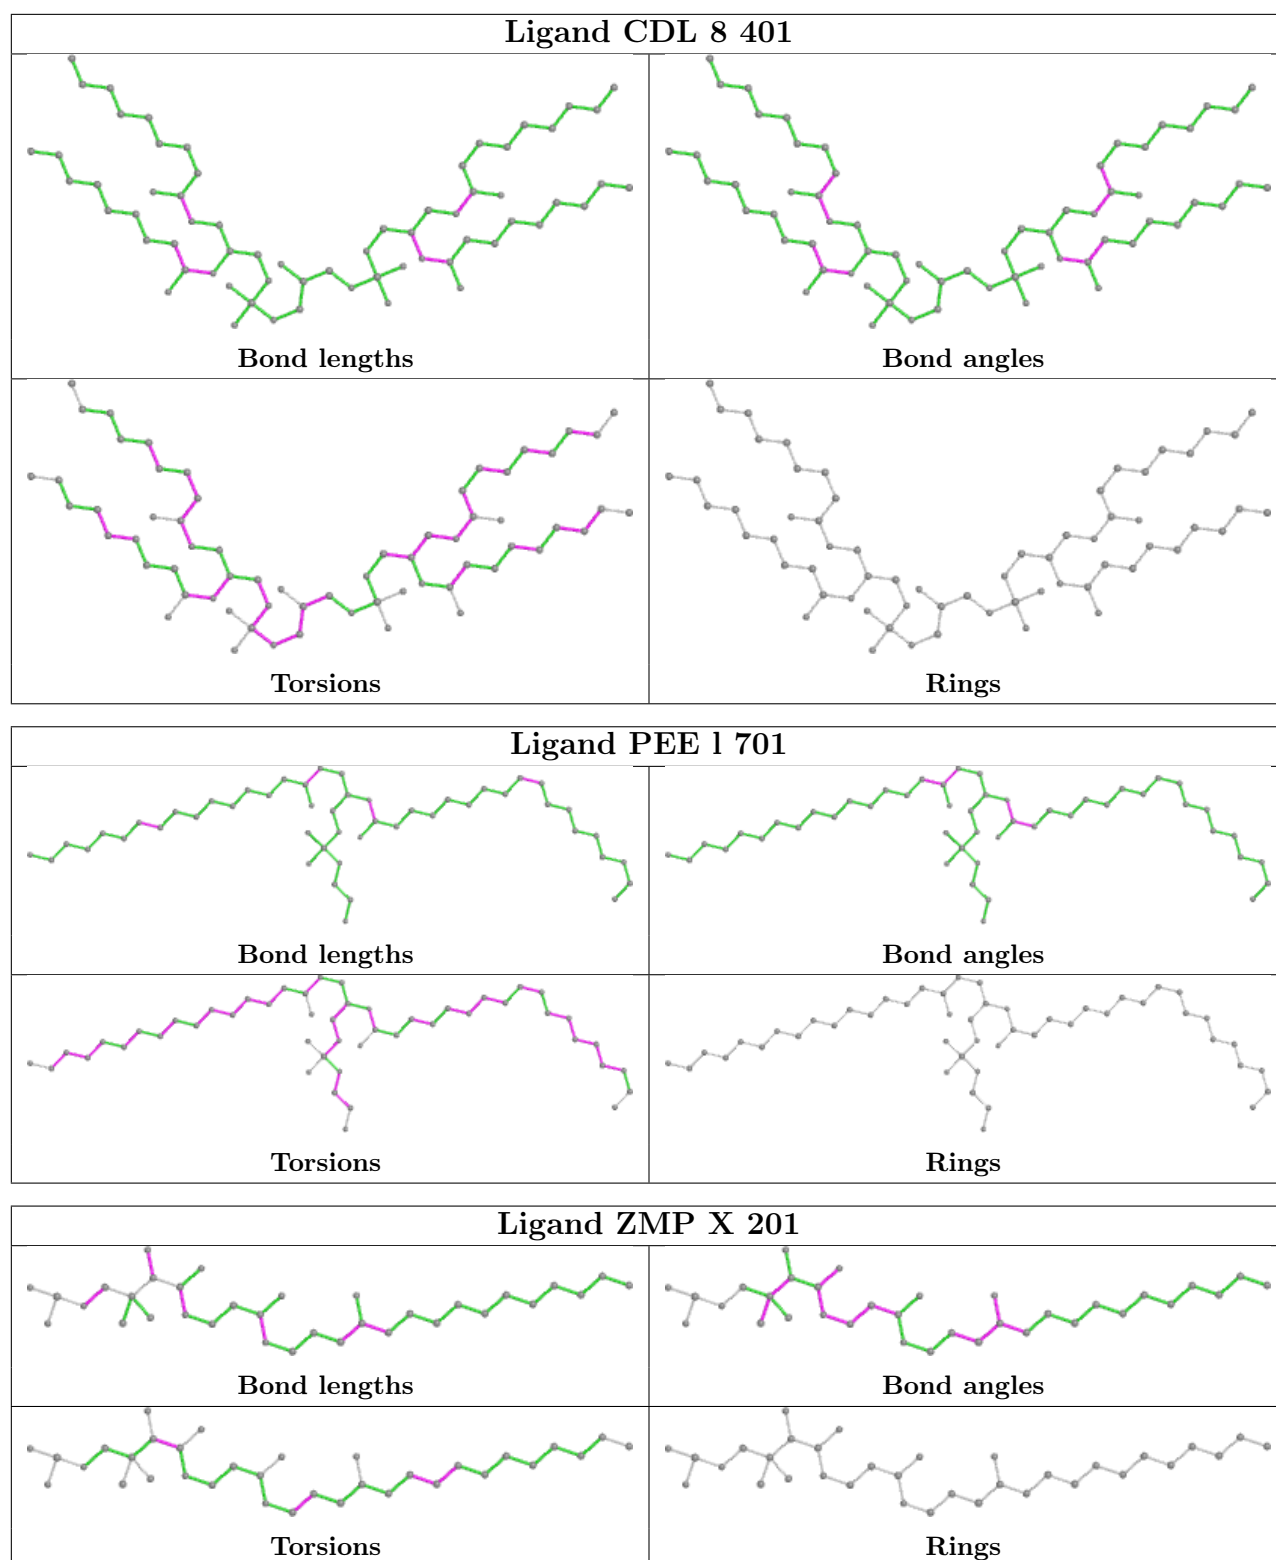 Ligand CDL 8 401
Bond lengths
Bond angles
Torsions
Rings
Ligand PEE l 701
Bond lengths
Bond angles
Torsions
Rings
Ligand ZMP X 201
Bond lengths
Bond angles
Torsions
Rings